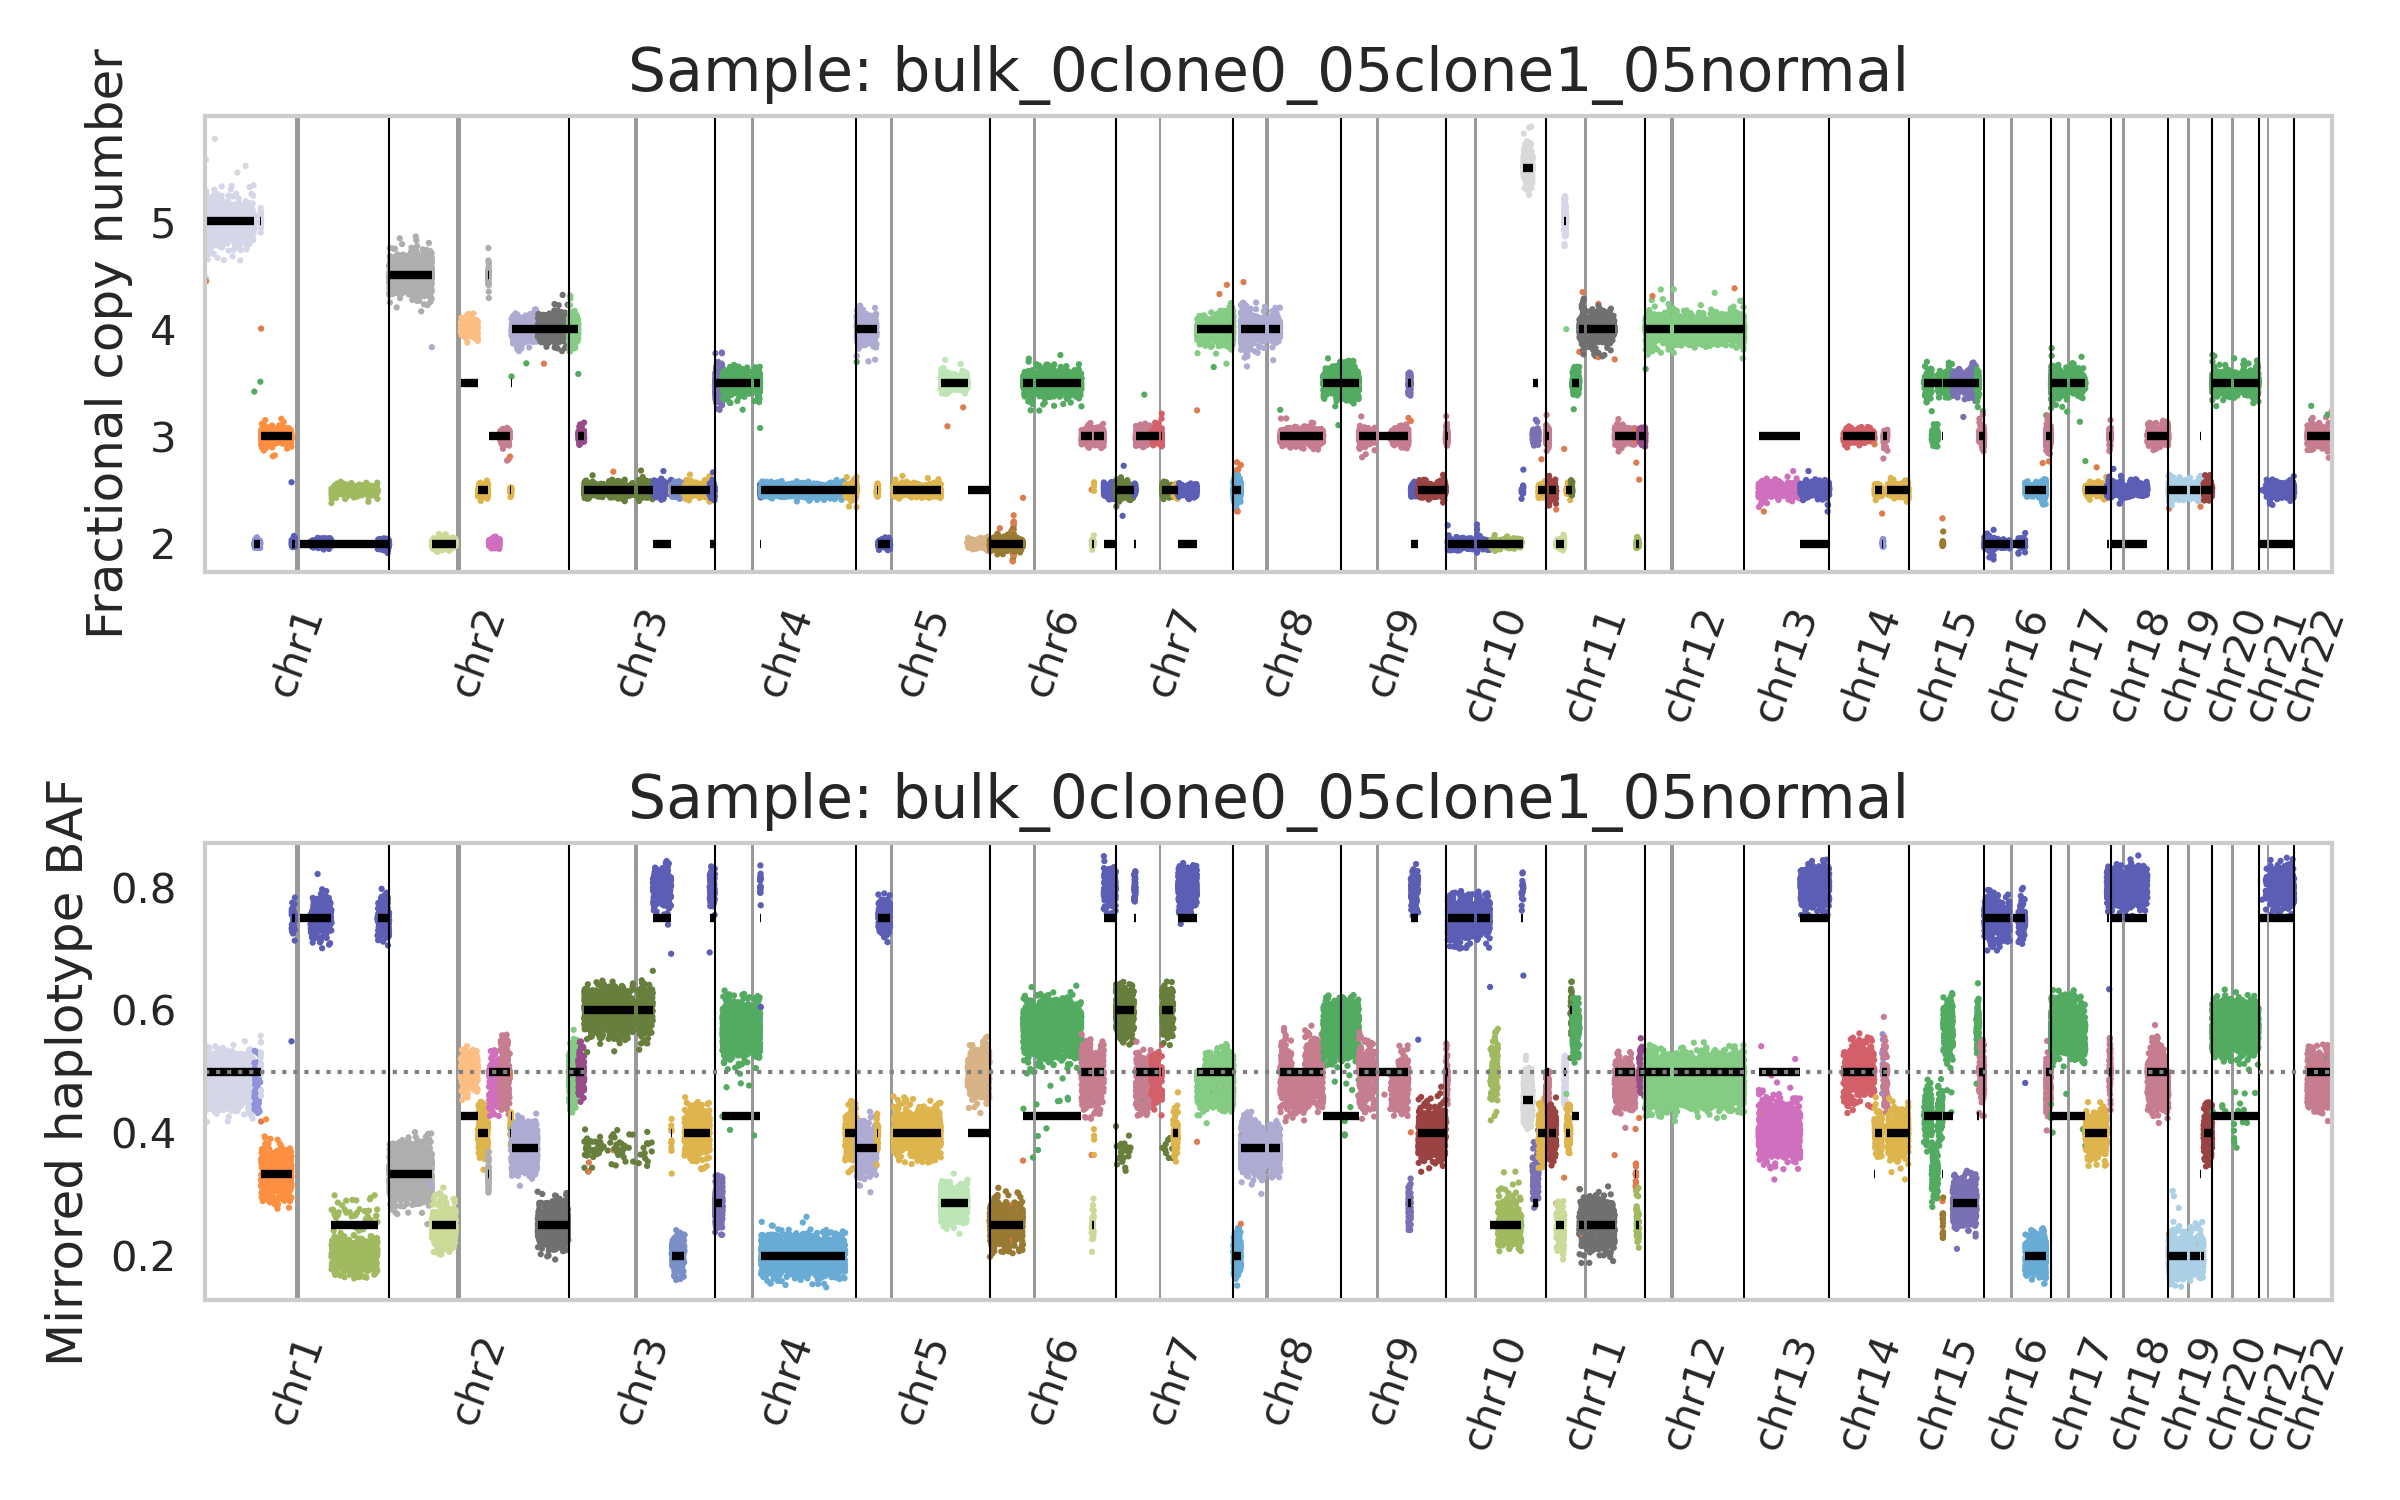 Sample: bulk_0clone0_05clone1_05normal
Fractional copy number
5
4
3
2
chr1 chr2 chr3 chr4 chr5 chr6 chr7 chr8 chr9 chr10 chr11 chr12 chr13 chr14 chr15 chr16 chr17 chr18 chr19 chr20 chr21 chr22
Sample: bulk_0clone0_05clone1_05normal
Mirrored haplotype BAF
0.8
0.6
0.4
0.2
chr1 chr2 chr3 chr4 chr5 chr6 chr7 chr8 chr9 chr10 chr11 chr12 chr13 chr14 chr15 chr16 chr17 chr18 chr19 chr20 chr21 chr22